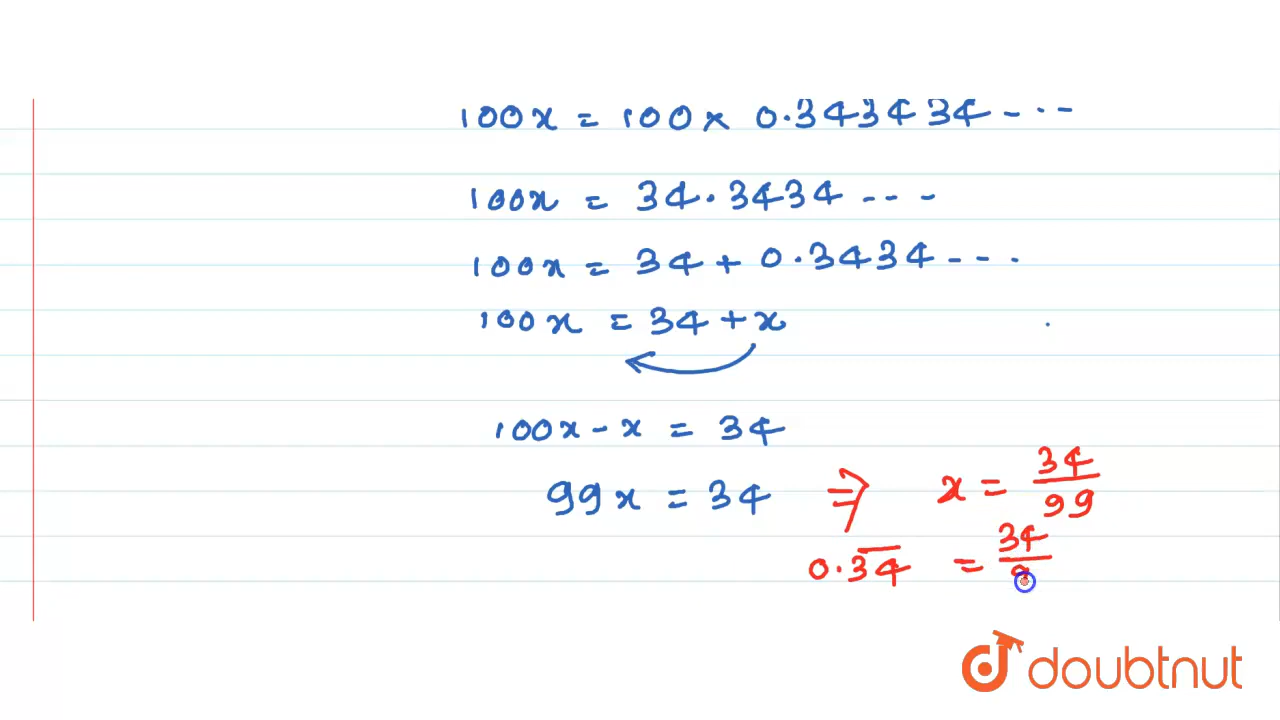 100x = 100 × 0.343434 - · · -
100x = 34.3434 - - -
100x = 34 + 0.3434 - - - .
100x = 34 + x
100x - x = 34
99x = 34 ⇒ x = 34/99
0.3̅4̅ = 34/9
doubtnut